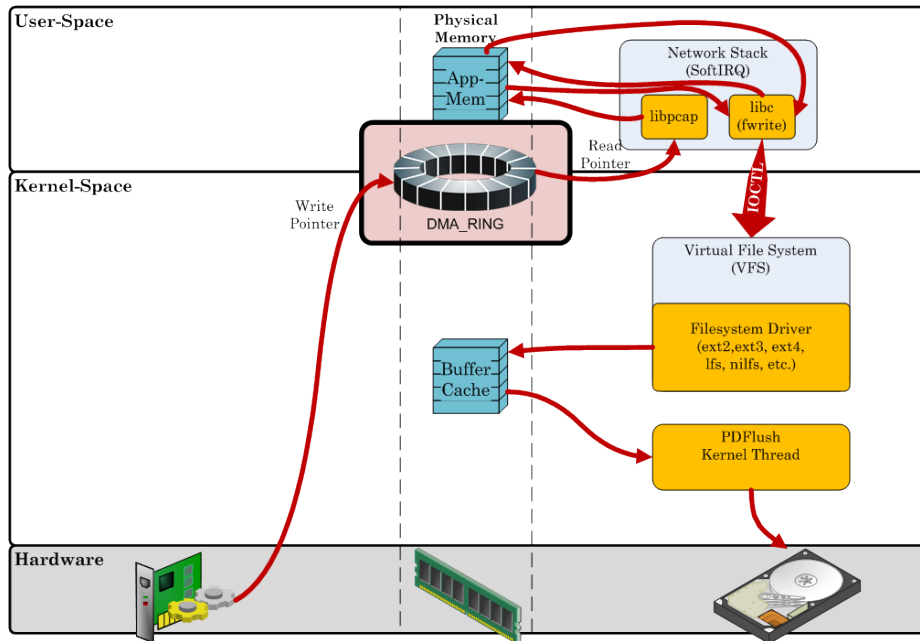 User-Space
Physical
Memory
Network Stack
(SoftIRQ)
App-
Mem
libpcap
libc
(fwrite)
Read
Pointer
Kernel-Space
IOCTL
Write
Pointer
DMA_RING
Virtual File System
(VFS)
Filesystem Driver
(ext2,ext3, ext4,
lfs, nilfs, etc.)
Buffer
Cache
PDFlush
Kernel Thread
Hardware